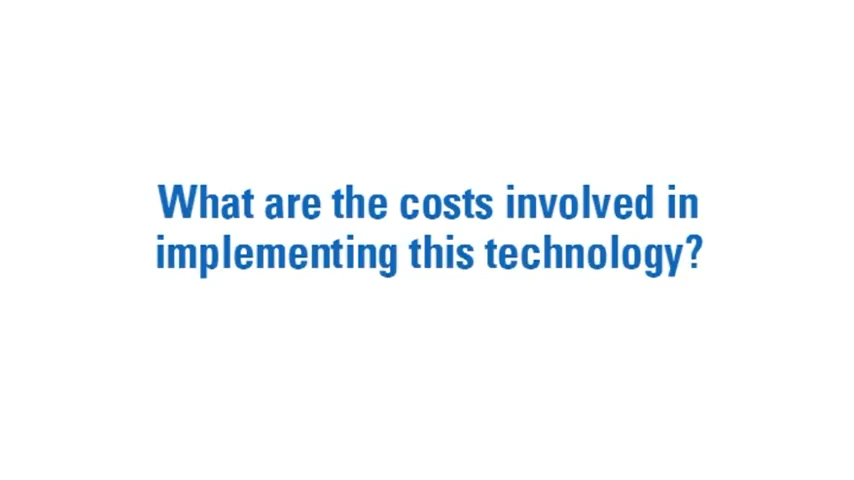 What are the costs involved in
implementing this technology?